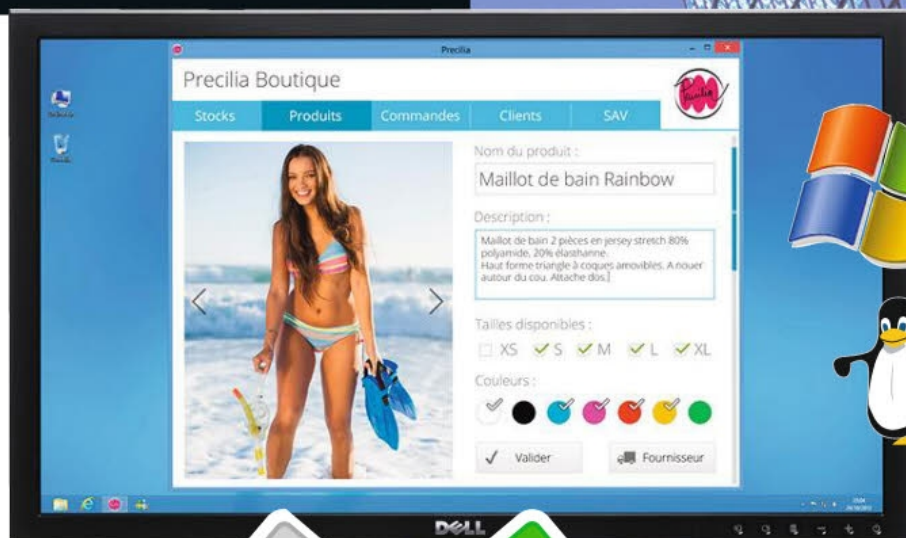 Precilia
Precilia Boutique
Precilia
Stocks Produits Commandes Clients SAV
Nom du produit :
Maillot de bain Rainbow
Description :
Maillot de bain 2 pièces en jersey stretch 80%
polyamide, 20% élasthanne.
Haut forme triangle à coques amovibles. A nouer
autour du cou. Attache dos.
Tailles disponibles :
XS S M L XL
Couleurs :
Valider Fournisseur
DELL